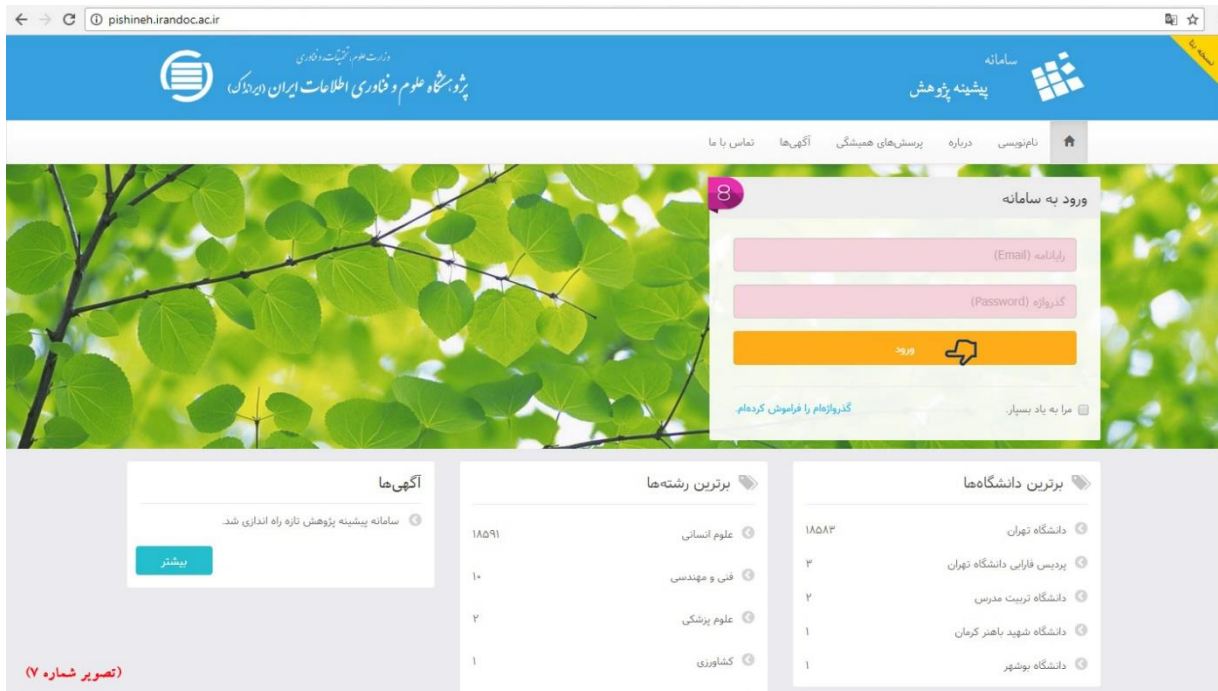 pishineh.irandoc.ac.ir
نسخه بتا
سامانه
پیشینه پژوهش
وزارت علوم، تحقیقات و فناوری
پژوهشگاه علوم و فناوری اطلاعات ایران (ایرانداک)
نام‌نویسی درباره پرسش‌های همیشگی آگهی‌ها تماس با ما
ورود به سامانه
8
رایانامه (Email)
گذرواژه (Password)
ورود
مرا به یاد بسپار.
گذرواژه‌ام را فراموش کرده‌ام.
برترین دانشگاه‌ها
دانشگاه تهران ۱۸۵۸۳
پردیس فارابی دانشگاه تهران ۳
دانشگاه تربیت مدرس ۲
دانشگاه شهید باهنر کرمان ۱
دانشگاه بوشهر ۱
برترین رشته‌ها
علوم انسانی ۱۸۵۹۱
فنی و مهندسی ۱۰
علوم پزشکی ۲
کشاورزی ۱
آگهی‌ها
سامانه پیشینه پژوهش تازه راه اندازی شد.
بیشتر
(تصویر شماره ۷)